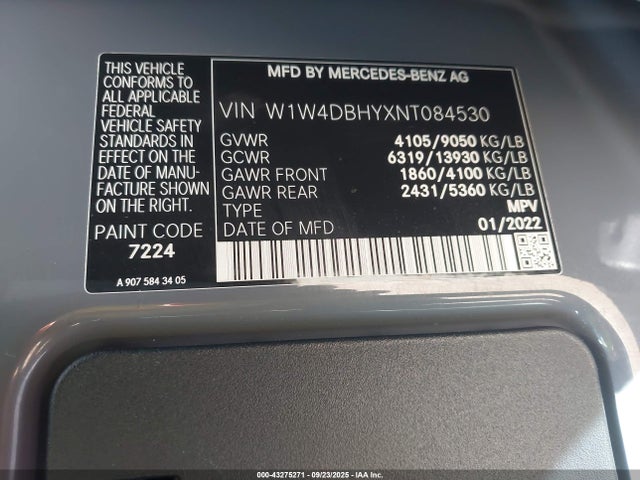 MFD BY MERCEDES-BENZ AG
THIS VEHICLE
CONFORMS TO
ALL APPLICABLE
FEDERAL
VEHICLE SAFETY
STANDARDS IN
EFFECT ON THE
DATE OF MANU-
FACTURE SHOWN
ON THE RIGHT.
PAINT CODE
7224
A 907 584 34 05
VIN W1W4DBHYXNT084530
GVWR 4105/9050 KG/LB
GCWR 6319/13930 KG/LB
GAWR FRONT 1860/4100 KG/LB
GAWR REAR 2431/5360 KG/LB
TYPE MPV
DATE OF MFD 01/2022
000-43275271 - 09/23/2025 - IAA Inc.